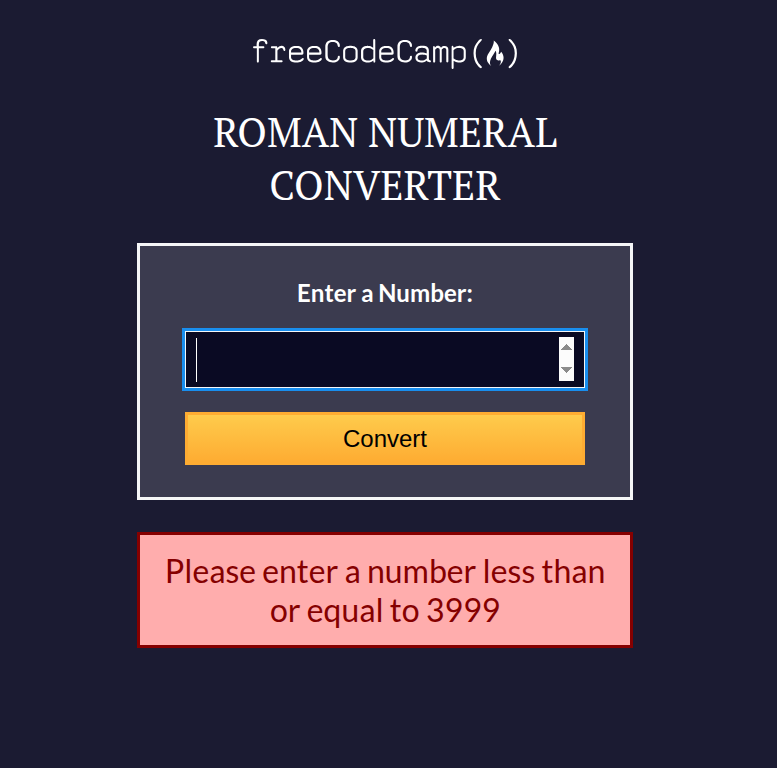 freeCodeCamp(🔥)
ROMAN NUMERAL
CONVERTER
Enter a Number:
Convert
Please enter a number less than
or equal to 3999